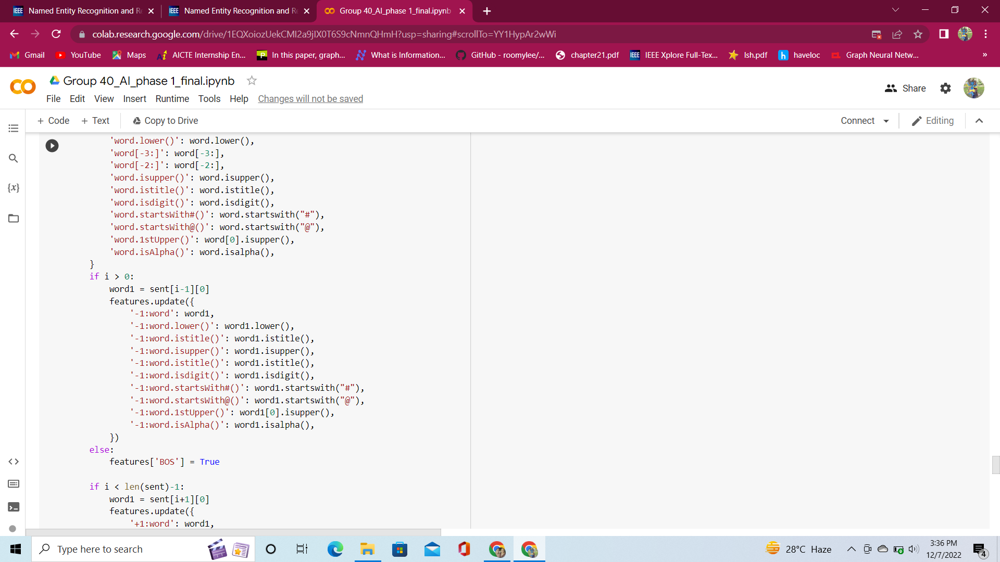 Named Entity Recognition and Re
Named Entity Recognition and Re
Group 40_AI_phase 1_final.ipynb
colab.research.google.com/drive/1EQXoiozUekCMI2a9jIX0T6S9cNmnQHmH?usp=sharing#scrollTo=YY1HypAr2wWi
Gmail
YouTube
Maps
AICTE Internship En...
In this paper, graph...
What is Information...
GitHub - roomylee/...
chapter21.pdf
IEEE Xplore Full-Tex...
lsh.pdf
haveloc
Graph Neural Netw...
»
Group 40_AI_phase 1_final.ipynb
Share
File Edit View Insert Runtime Tools Help Changes will not be saved
+ Code + Text Copy to Drive
Connect Editing
'word.lower()': word.lower(),
'word[-3:]': word[-3:],
'word[-2:]': word[-2:],
'word.isupper()': word.isupper(),
'word.istitle()': word.istitle(),
'word.isdigit()': word.isdigit(),
'word.startsWith#()': word.startswith("#"),
'word.startsWith@()': word.startswith("@"),
'word.1stUpper()': word[0].isupper(),
'word.isAlpha()': word.isalpha(),
}
if i > 0:
word1 = sent[i-1][0]
features.update({
'-1:word': word1,
'-1:word.lower()': word1.lower(),
'-1:word.istitle()': word1.istitle(),
'-1:word.isupper()': word1.isupper(),
'-1:word.istitle()': word1.istitle(),
'-1:word.isdigit()': word1.isdigit(),
'-1:word.startsWith#()': word1.startswith("#"),
'-1:word.startsWith@()': word1.startswith("@"),
'-1:word.1stUpper()': word1[0].isupper(),
'-1:word.isAlpha()': word1.isalpha(),
})
else:
features['BOS'] = True
if i < len(sent)-1:
word1 = sent[i+1][0]
features.update({
'+1:word': word1,
Type here to search
28°C Haze
3:36 PM
12/7/2022
4